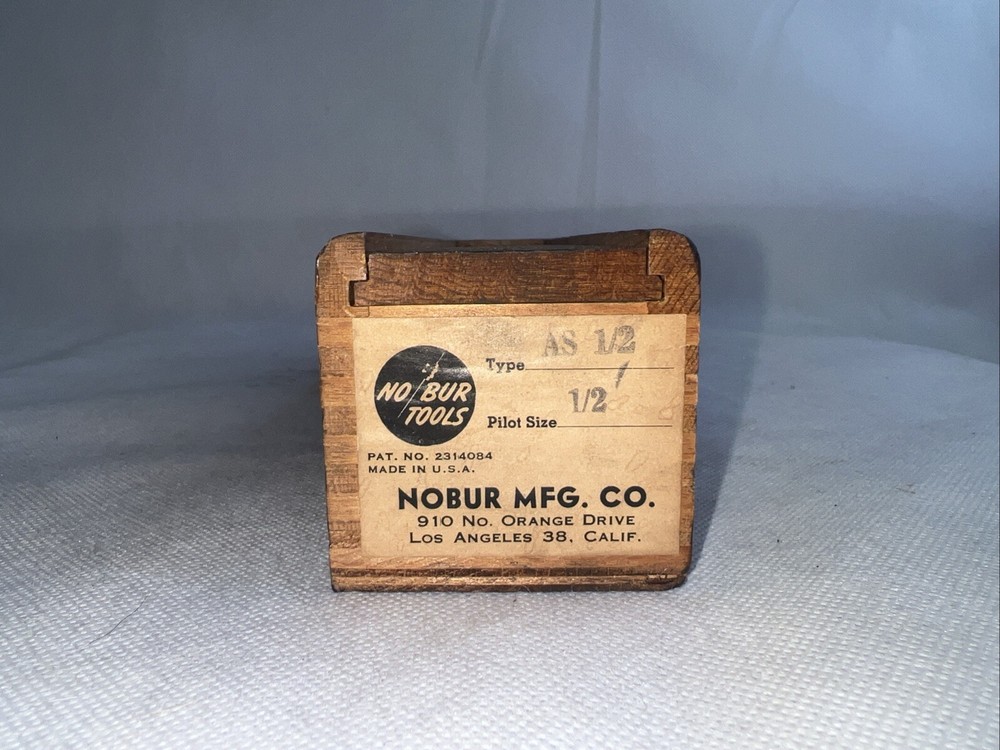 NO BUR
TOOLS
Type AS 1/2
Pilot Size 1/2
PAT. NO. 2314084
MADE IN U.S.A.
NOBUR MFG. CO.
910 No. ORANGE DRIVE
LOS ANGELES 38, CALIF.